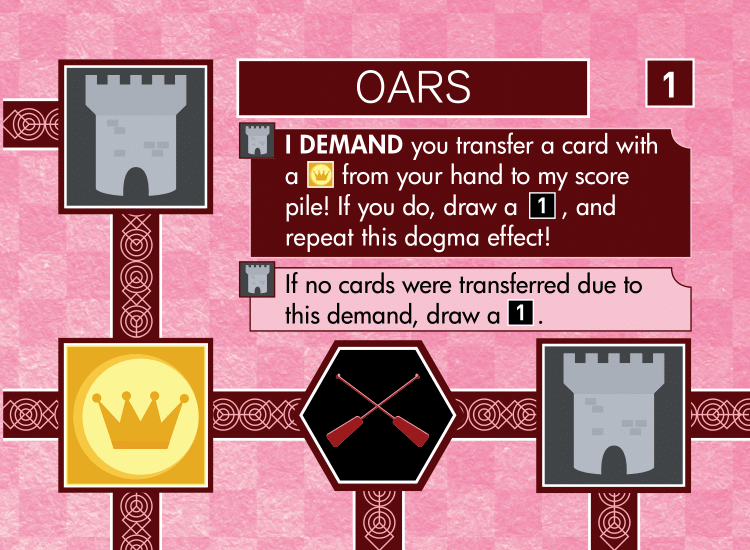 OARS
1
I DEMAND you transfer a card with
a from your hand to my score
pile! If you do, draw a 1, and
repeat this dogma effect!
If no cards were transferred due to
this demand, draw a 1.